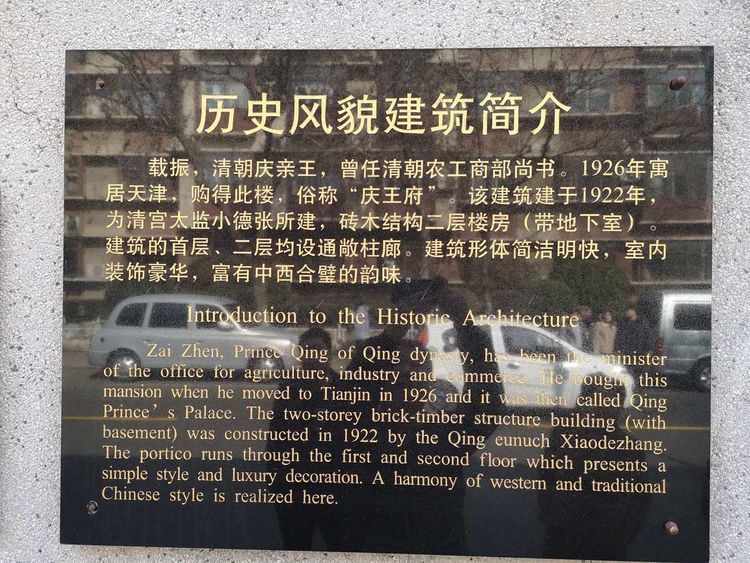 历史风貌建筑简介
载振，清朝庆亲王，曾任清朝农工商部尚书。1926年寓
居天津，购得此楼，俗称“庆王府”。该建筑建于1922年，
为清宫太监小德张所建，砖木结构二层楼房（带地下室）。
建筑的首层、二层均设通敞柱廊。建筑形体简洁明快，室内
装饰豪华，富有中西合璧的韵味。
Introduction to the Historic Architecture
Zai Zhen, Prince Qing of Qing dynasty, has been the minister
of the office for agriculture, industry and commerce. He bought this
mansion when he moved to Tianjin in 1926 and it was then called Qing
Prince’s Palace. The two-storey brick-timber structure building (with
basement) was constructed in 1922 by the Qing eunuch Xiaodezhang.
The portico runs through the first and second floor which presents a
simple style and luxury decoration. A harmony of western and traditional
Chinese style is realized here.